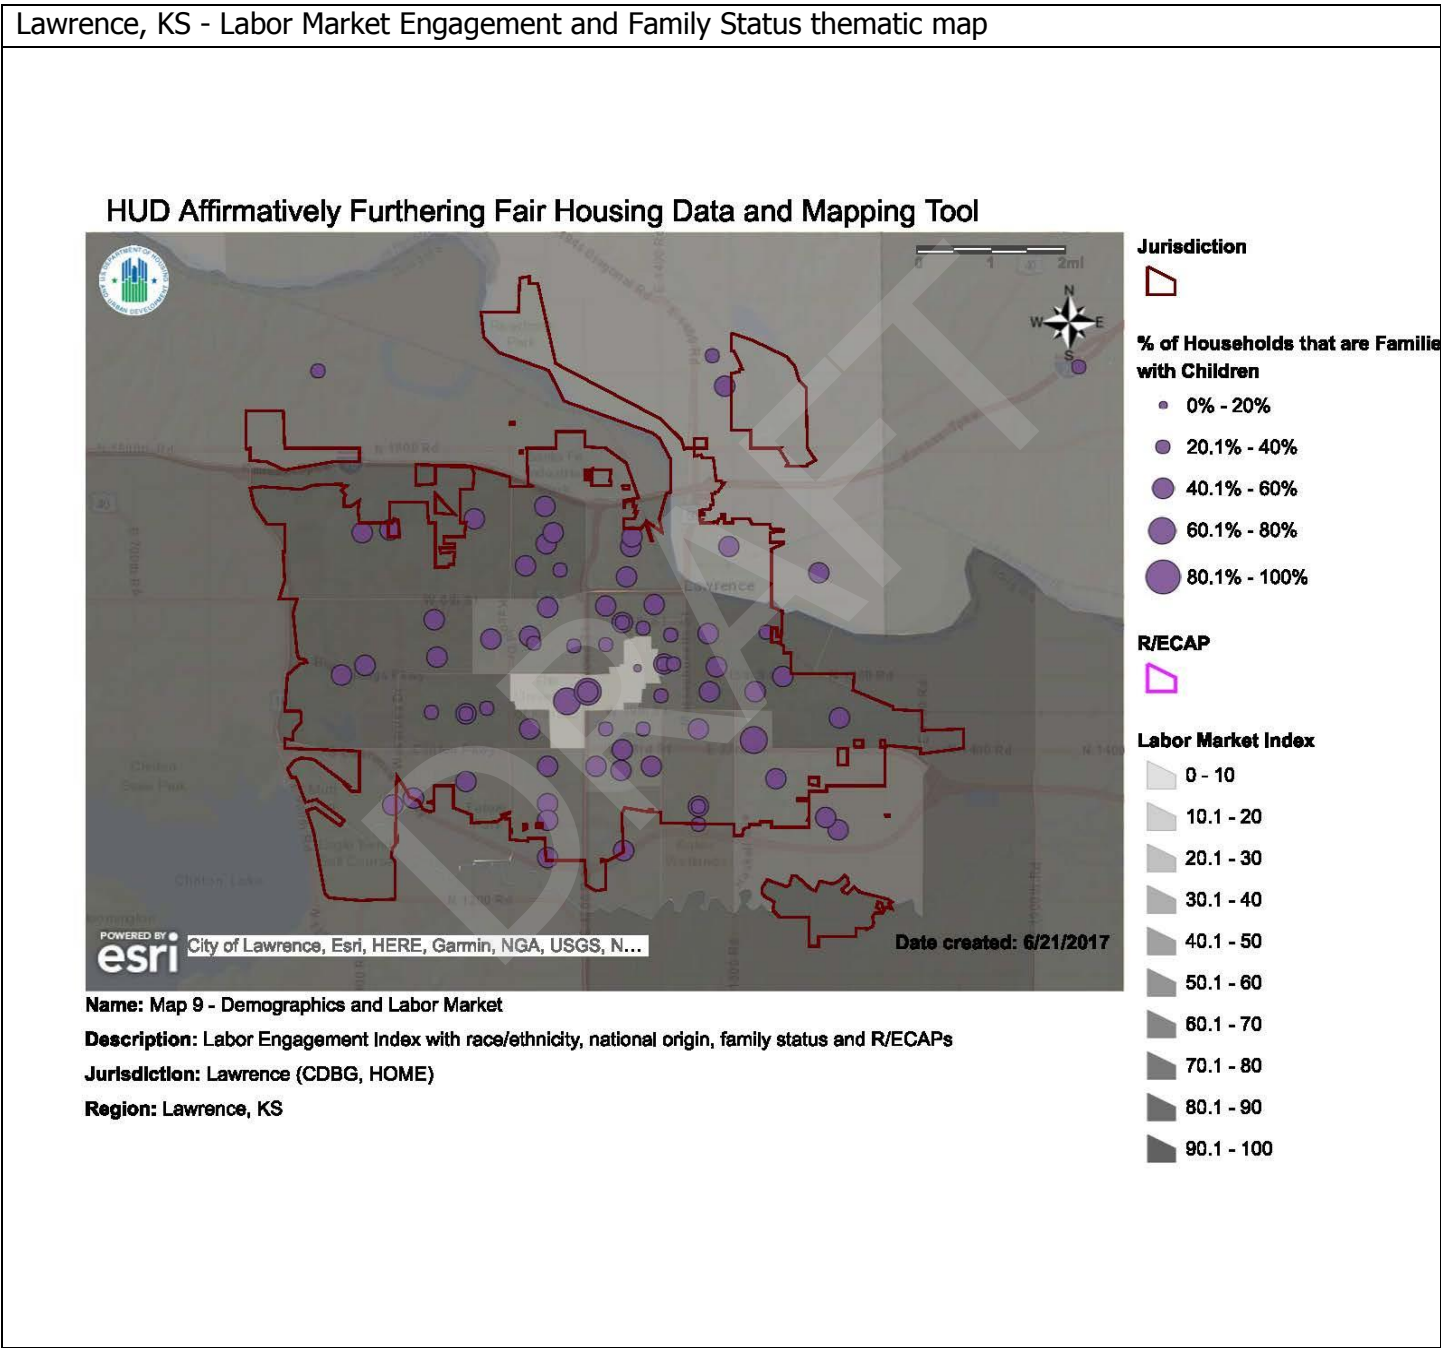 Lawrence, KS - Labor Market Engagement and Family Status thematic map
HUD Affirmatively Furthering Fair Housing Data and Mapping Tool
0 1 2mi
N
W E
S
N 1800 Rd
Lawrence
Clinton Lake
N 1200 Rd
DRAFT
POWERED BY
esri
City of Lawrence, Esri, HERE, Garmin, NGA, USGS, N...
Date created: 6/21/2017
Jurisdiction
% of Households that are Familie
with Children
0% - 20%
20.1% - 40%
40.1% - 60%
60.1% - 80%
80.1% - 100%
R/ECAP
Labor Market Index
0 - 10
10.1 - 20
20.1 - 30
30.1 - 40
40.1 - 50
50.1 - 60
60.1 - 70
70.1 - 80
80.1 - 90
90.1 - 100
Name: Map 9 - Demographics and Labor Market
Description: Labor Engagement Index with race/ethnicity, national origin, family status and R/ECAPs
Jurisdiction: Lawrence (CDBG, HOME)
Region: Lawrence, KS